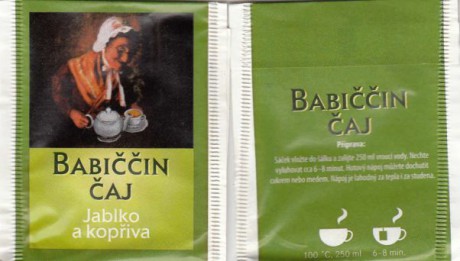 BABIČČIN
ČAJ
Jablko
a kopřiva
BABIČČIN
ČAJ
Příprava:
Sáček vložte do šálku a zalijte 250 ml vroucí vody. Nechte
vyluhovat cca 6 - 8 minut. Hotový nápoj můžete dochutit
cukrem nebo medem. Nápoj je lahodný za tepla i za studena.
100 °C, 250 ml
6-8 min.